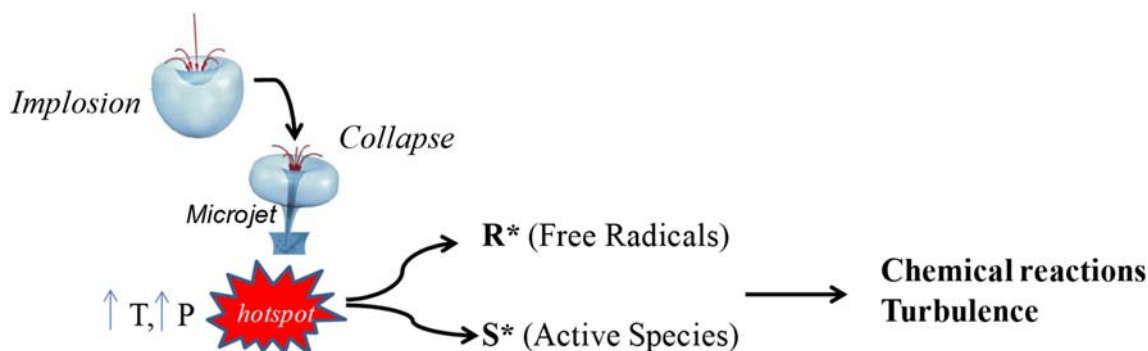 Implosion
Collapse
Microjet
R* (Free Radicals)
↑ T,↑ P
hotspot
S* (Active Species)
Chemical reactions
Turbulence